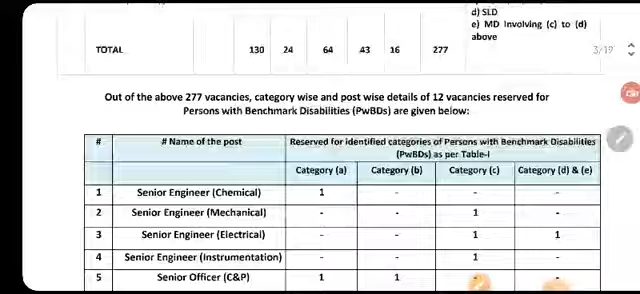 d) SLD
e) MD Involving (c) to (d)
above
TOTAL 130 24 64 43 16 277
3/19
Out of the above 277 vacancies, category wise and post wise details of 12 vacancies reserved for
Persons with Benchmark Disabilities (PwBDs) are given below:
# # Name of the post Reserved for identified categories of Persons with Benchmark Disabilities
(PwBDs) as per Table-I
Category (a) Category (b) Category (c) Category (d) & (e)
1 Senior Engineer (Chemical) 1 - - -
2 Senior Engineer (Mechanical) - - 1 -
3 Senior Engineer (Electrical) - - 1 1
4 Senior Engineer (Instrumentation) - - 1 -
5 Senior Officer (C&P) 1 1 - -